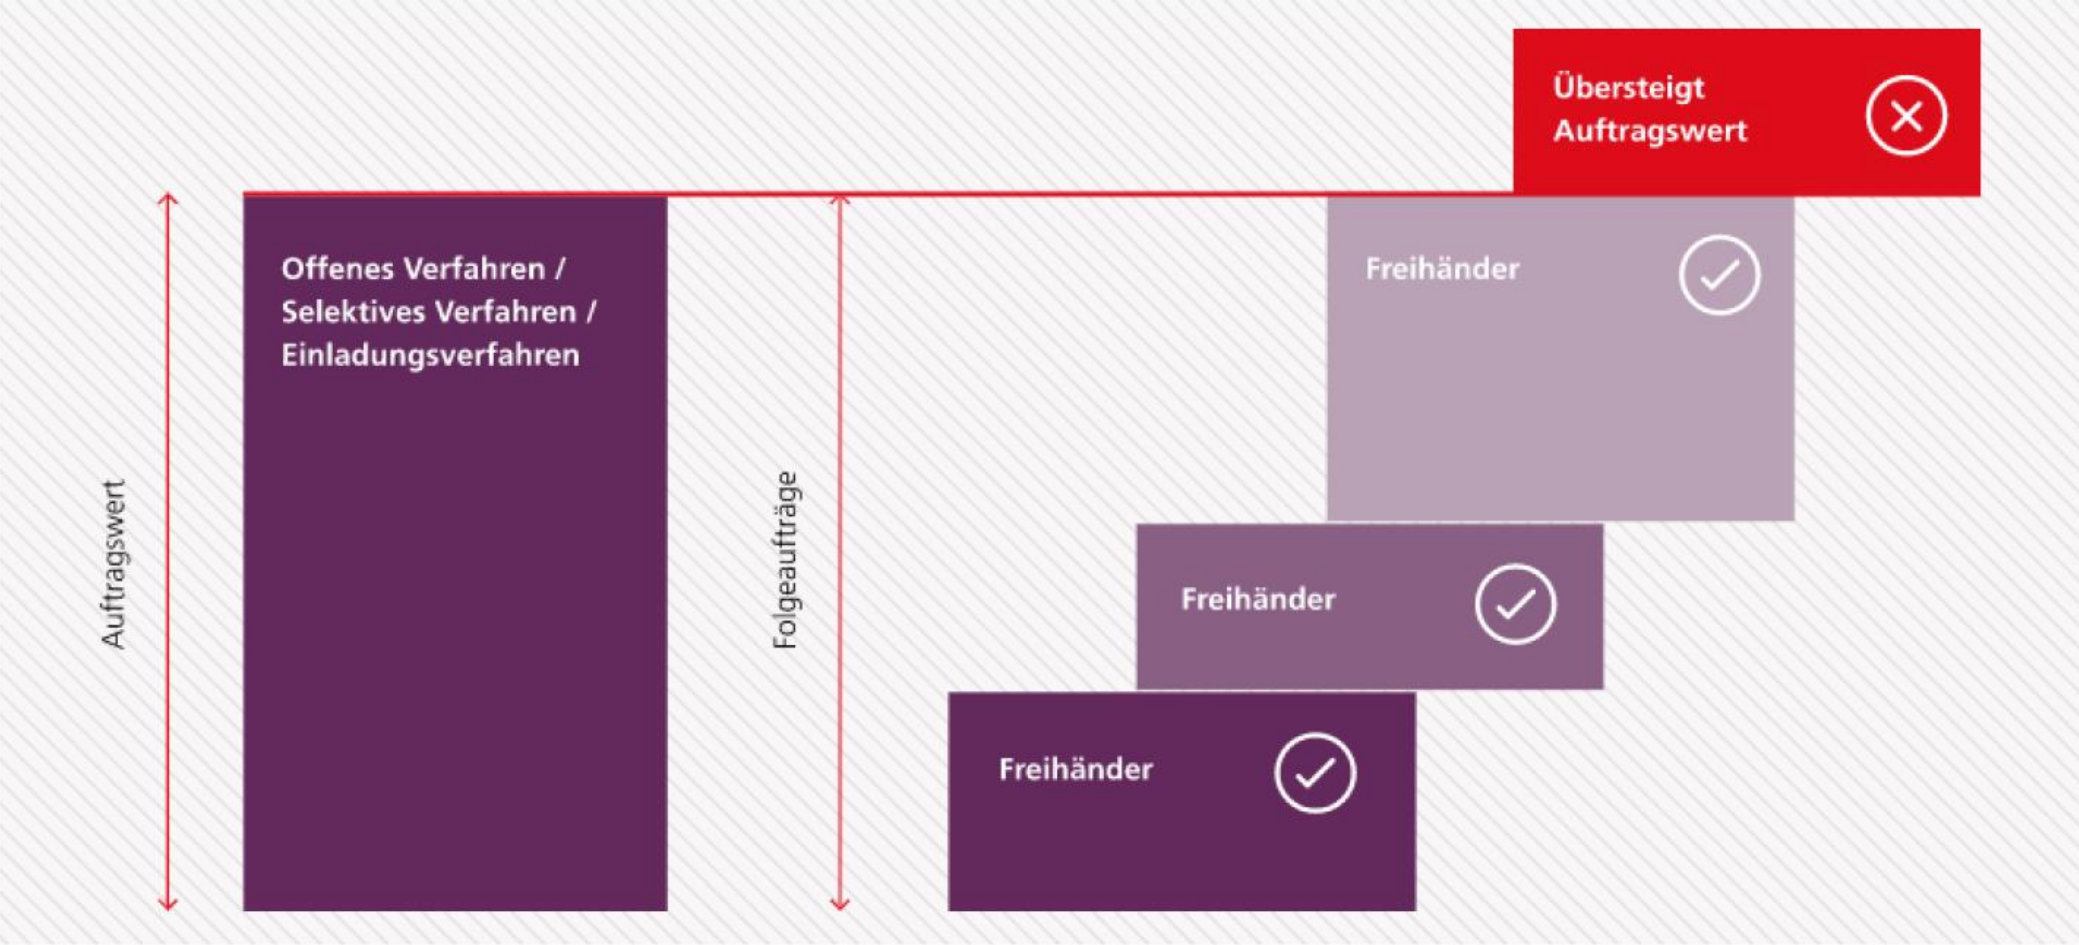 Übersteigt
Auftragswert
Offenes Verfahren /
Selektives Verfahren /
Einladungsverfahren
Freihänder
Auftragswert
Folgeaufträge
Freihänder
Freihänder